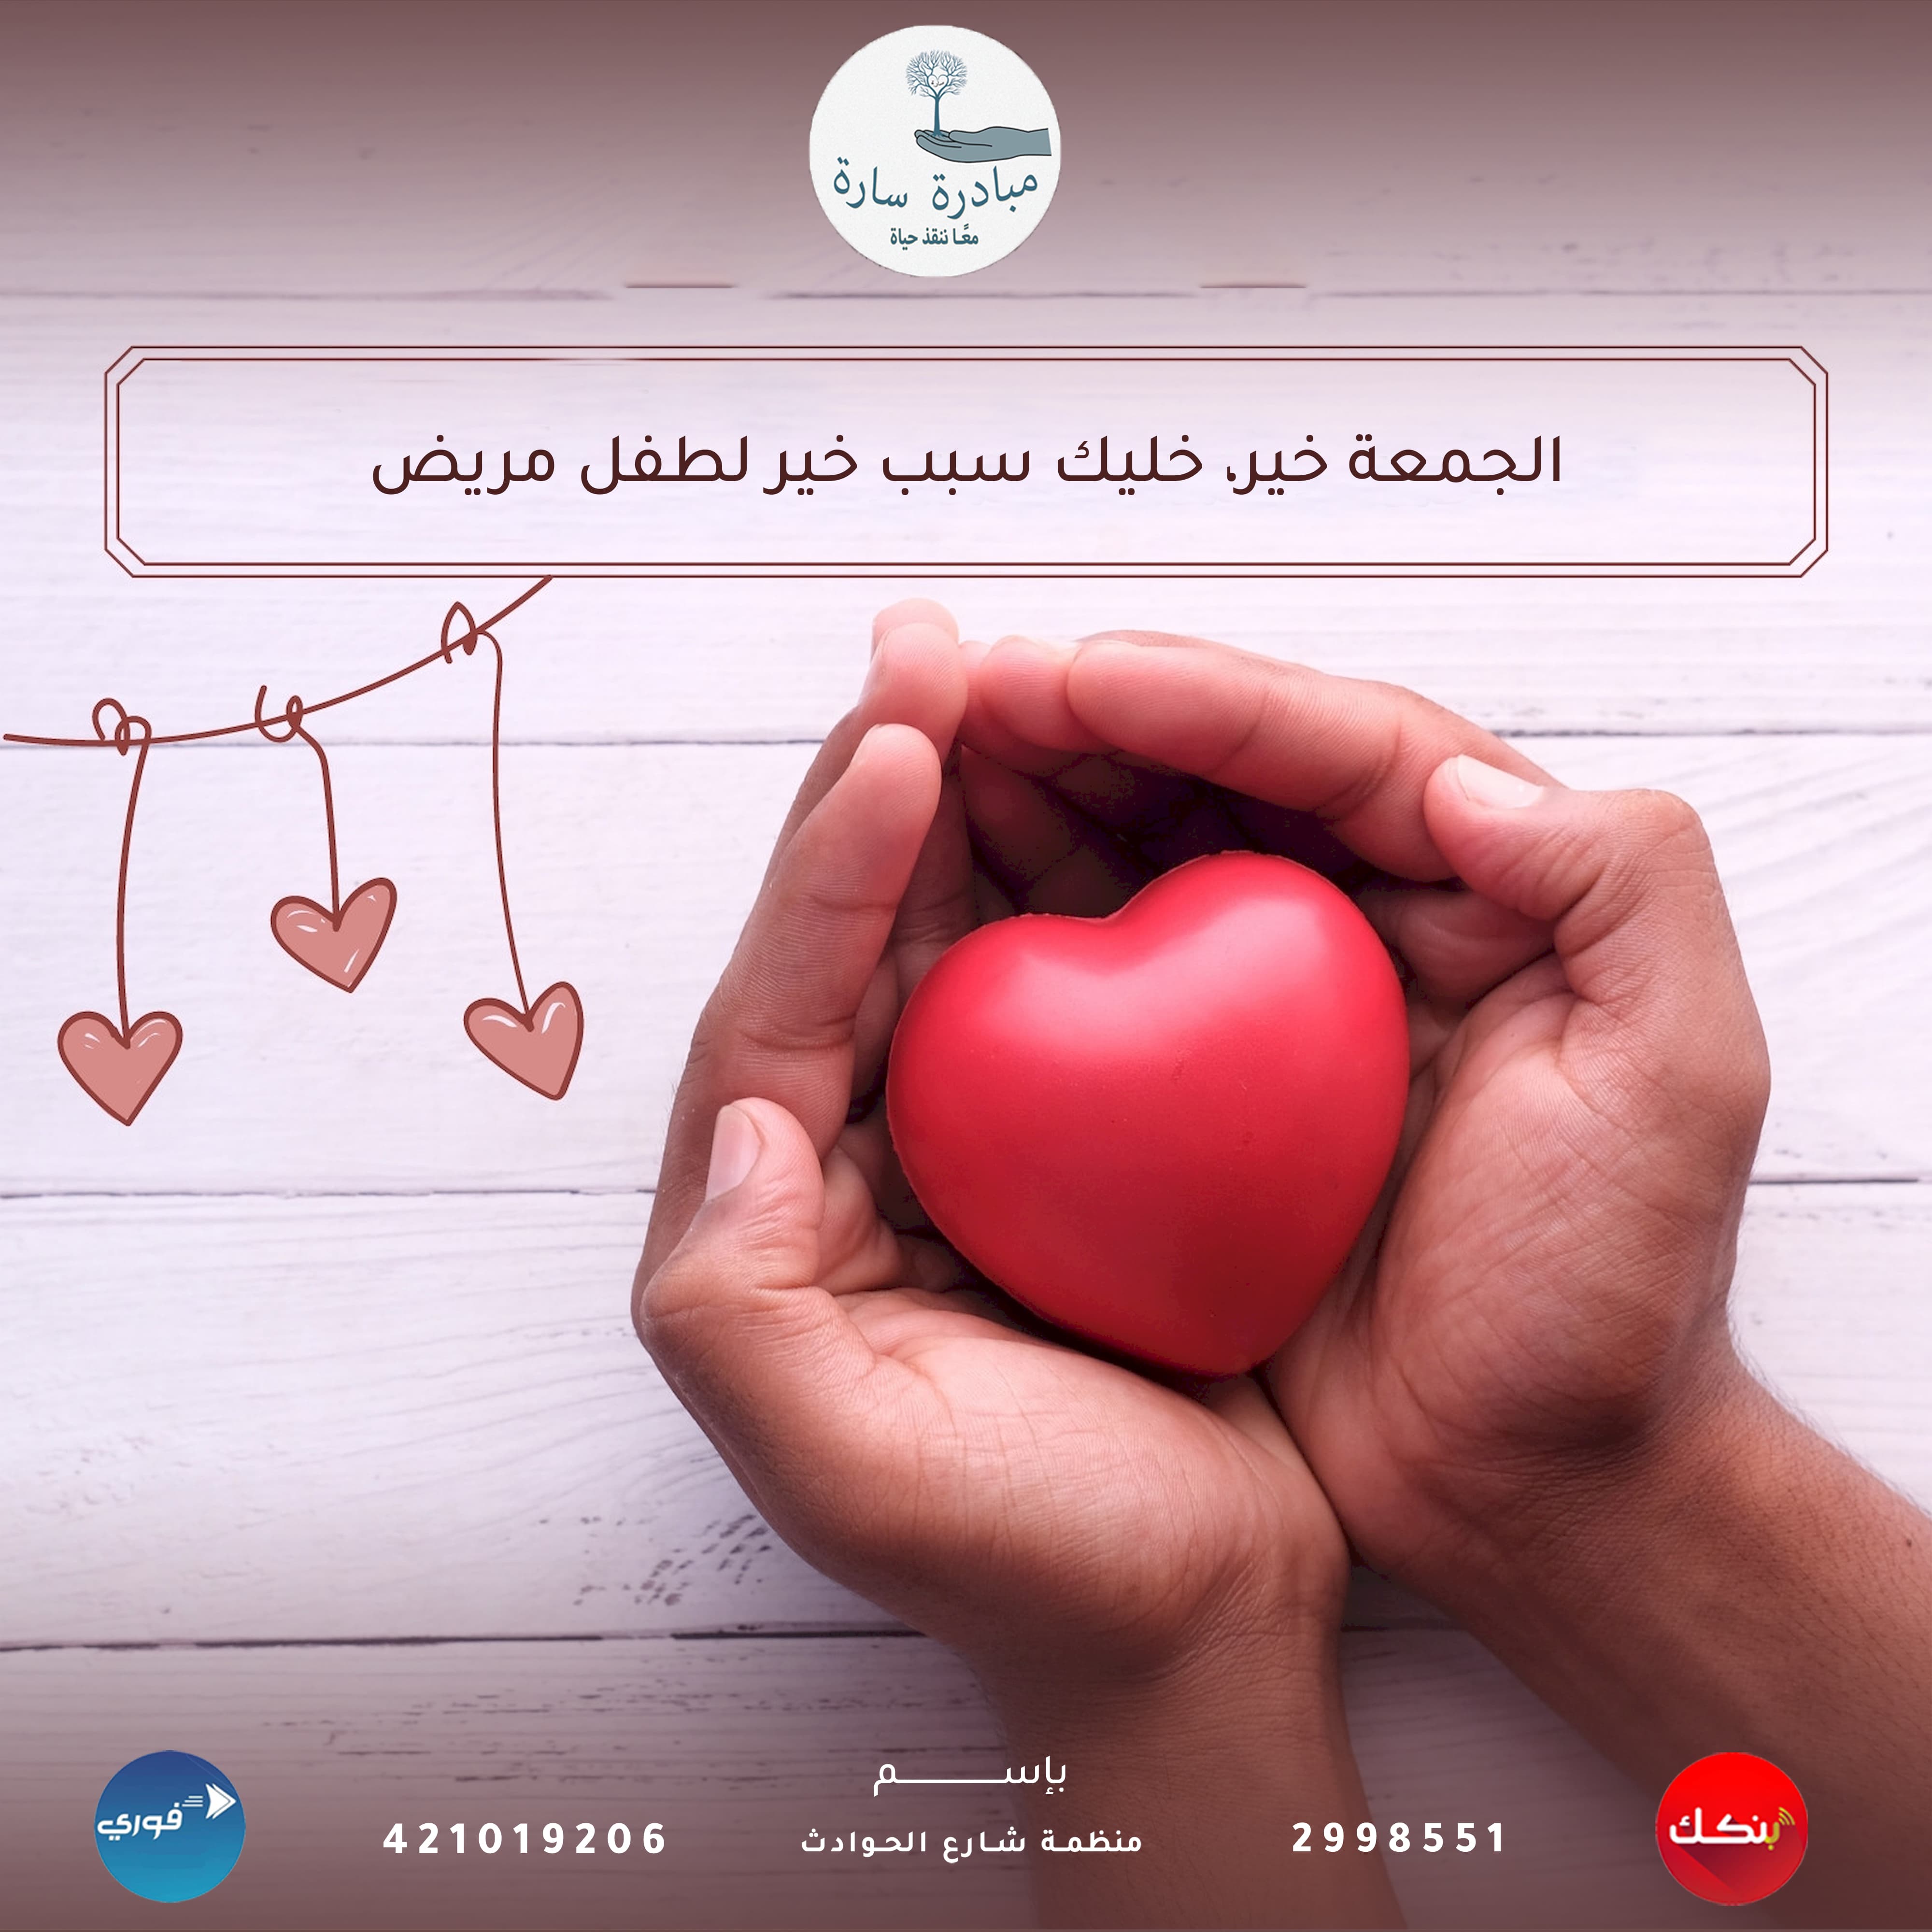 مبادرة سارة
معًا ننقذ حياة
الجمعة خير، خليك سبب خير لطفل مريض
بإســـــــــم
بنكك
2998551
منظمة شارع الحوادث
421019206
فوري